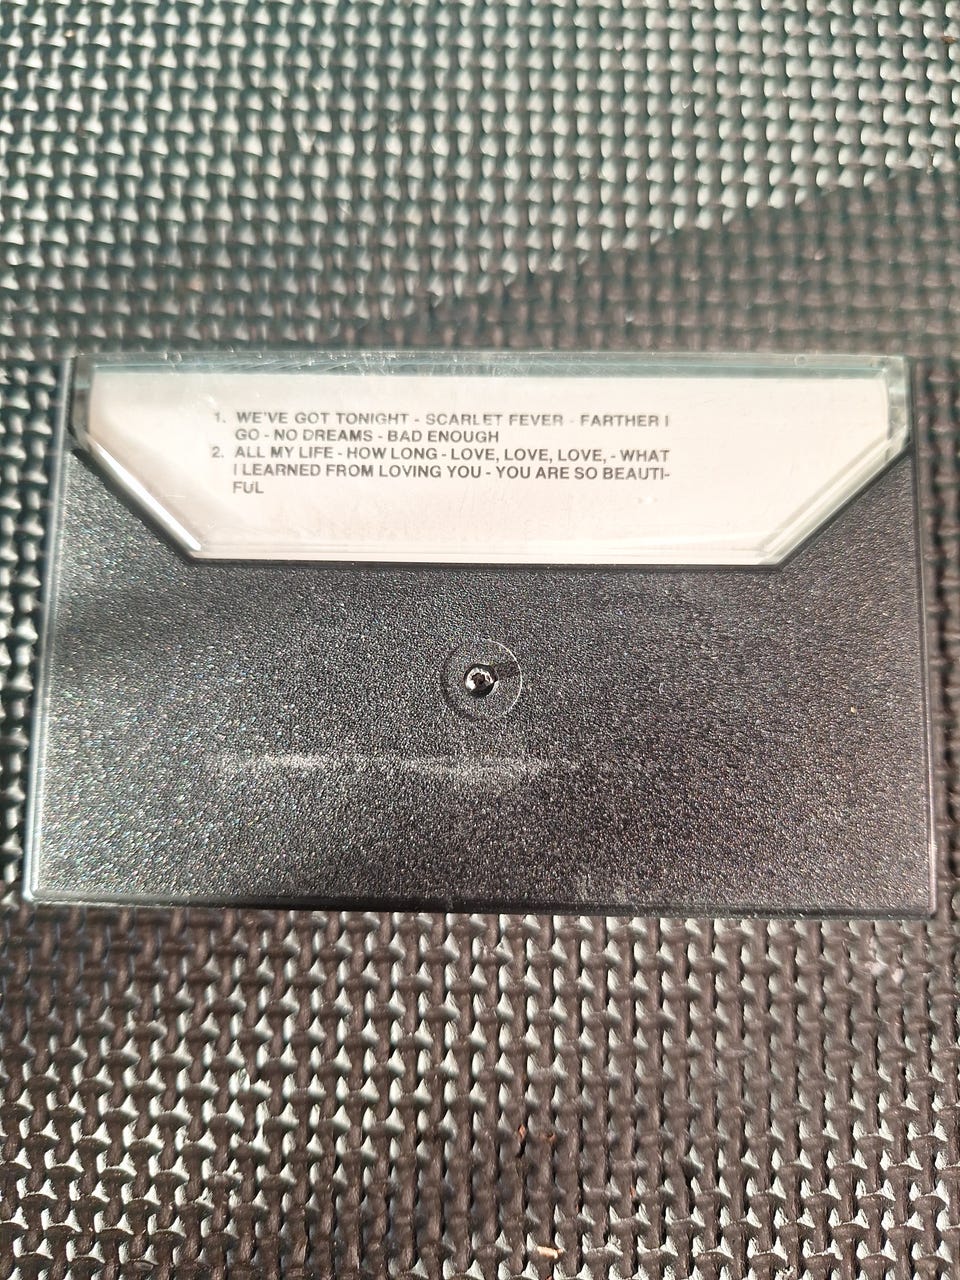 1. WE'VE GOT TONIGHT - SCARLET FEVER - FARTHER I
GO - NO DREAMS - BAD ENOUGH
2. ALL MY LIFE - HOW LONG - LOVE, LOVE, LOVE, - WHAT
I LEARNED FROM LOVING YOU - YOU ARE SO BEAUTI-
FUL